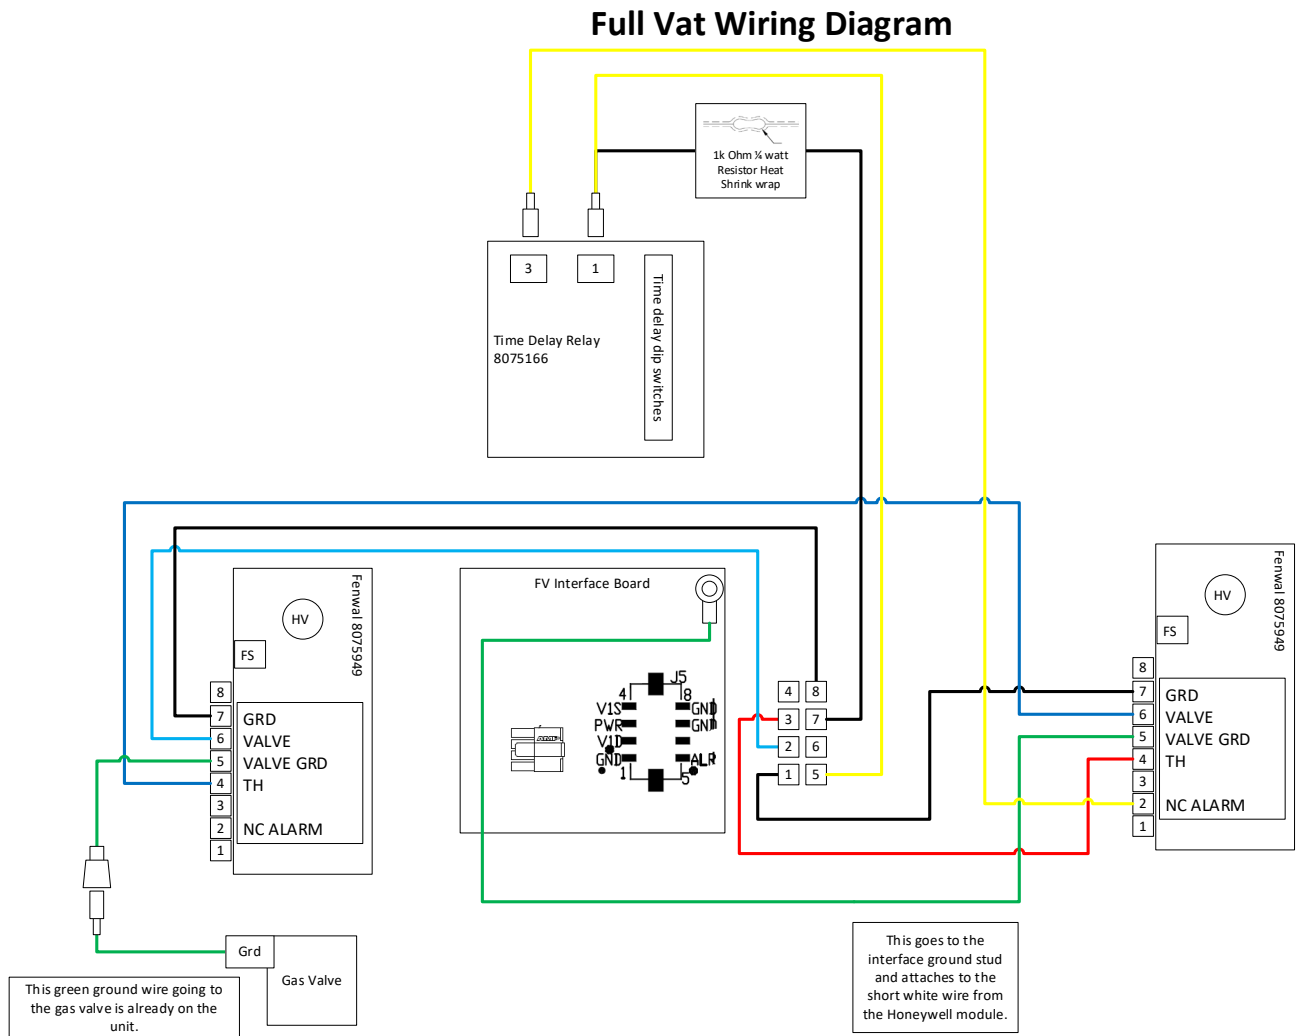 Full Vat Wiring Diagram
1k Ohm ¼ watt
Resistor Heat
Shrink wrap
3
1
Time delay dip switches
Time Delay Relay
8075166
Fenwal 8075949
HV
FS
8
7
6
5
4
3
2
1
GRD
VALVE
VALVE GRD
TH
NC ALARM
FV Interface Board
J5
4
8
V1S
GND
PWR
GND
V1D
GND
ALR
1
5
4
8
3
7
2
6
1
5
Fenwal 8075949
HV
FS
8
7
6
5
4
3
2
1
GRD
VALVE
VALVE GRD
TH
NC ALARM
Grd
Gas Valve
This green ground wire going to
the gas valve is already on the
unit.
This goes to the
interface ground stud
and attaches to the
short white wire from
the Honeywell module.